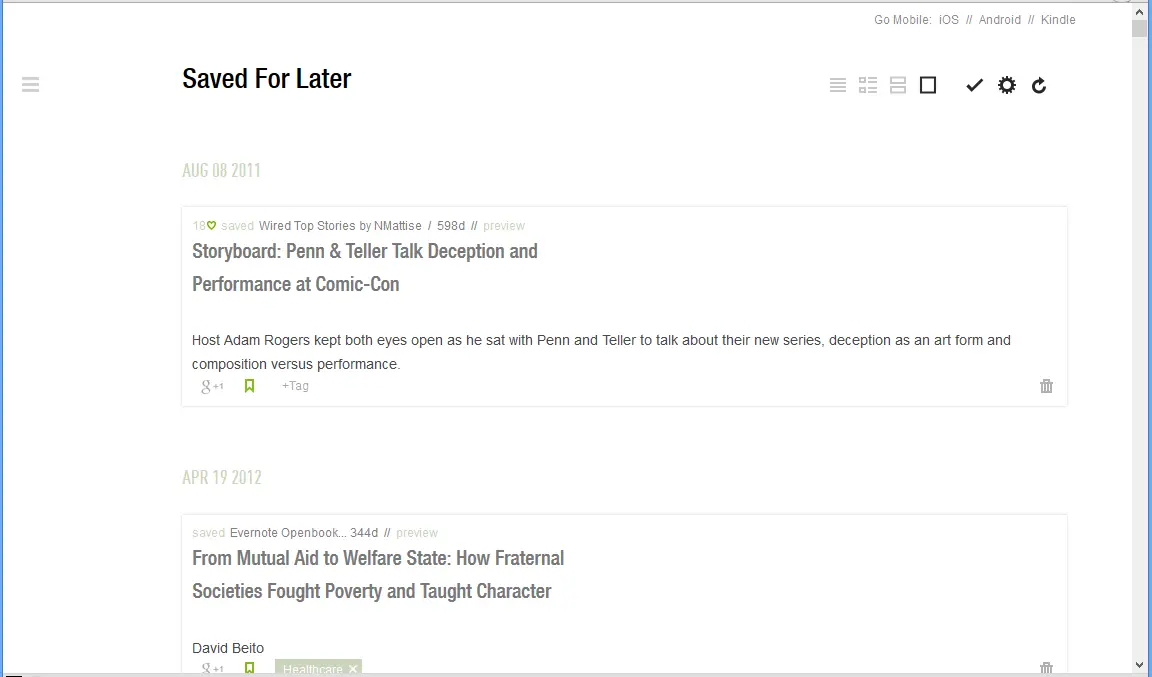 Go Mobile: iOS // Android // Kindle
Saved For Later
AUG 08 2011
18 saved Wired Top Stories by NMattise / 598d // preview
Storyboard: Penn & Teller Talk Deception and
Performance at Comic-Con
Host Adam Rogers kept both eyes open as he sat with Penn and Teller to talk about their new series, deception as an art form and
composition versus performance.
g+1 +Tag
APR 19 2012
saved Evernote Openbook... 344d // preview
From Mutual Aid to Welfare State: How Fraternal
Societies Fought Poverty and Taught Character
David Beito
g+1 Healthcare ×